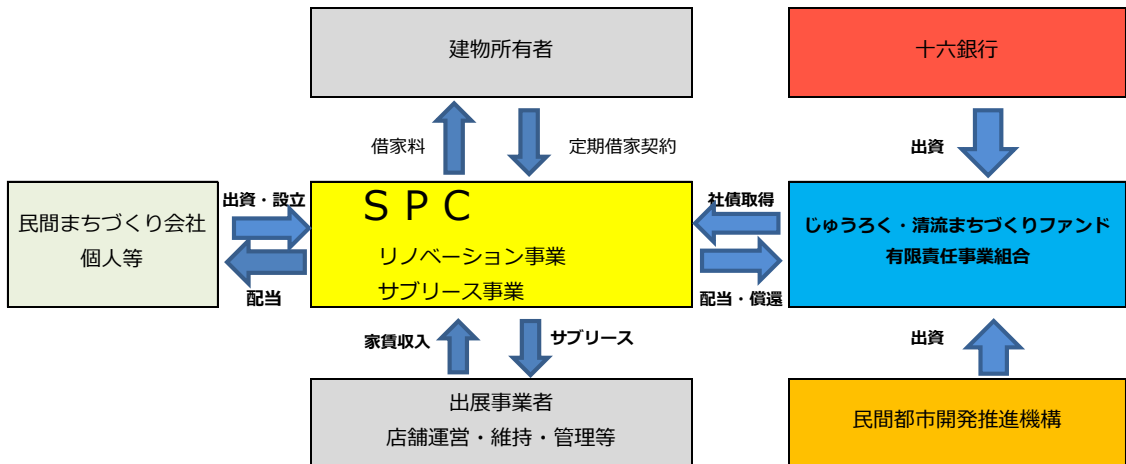 建物所有者
十六銀行
借家料
定期借家契約
出資
民間まちづくり会社
個人等
出資・設立
配当
ＳＰＣ
リノベーション事業
サブリース事業
社債取得
配当・償還
じゅうろく・清流まちづくりファンド
有限責任事業組合
家賃収入
サブリース
出資
出展事業者
店舗運営・維持・管理等
民間都市開発推進機構